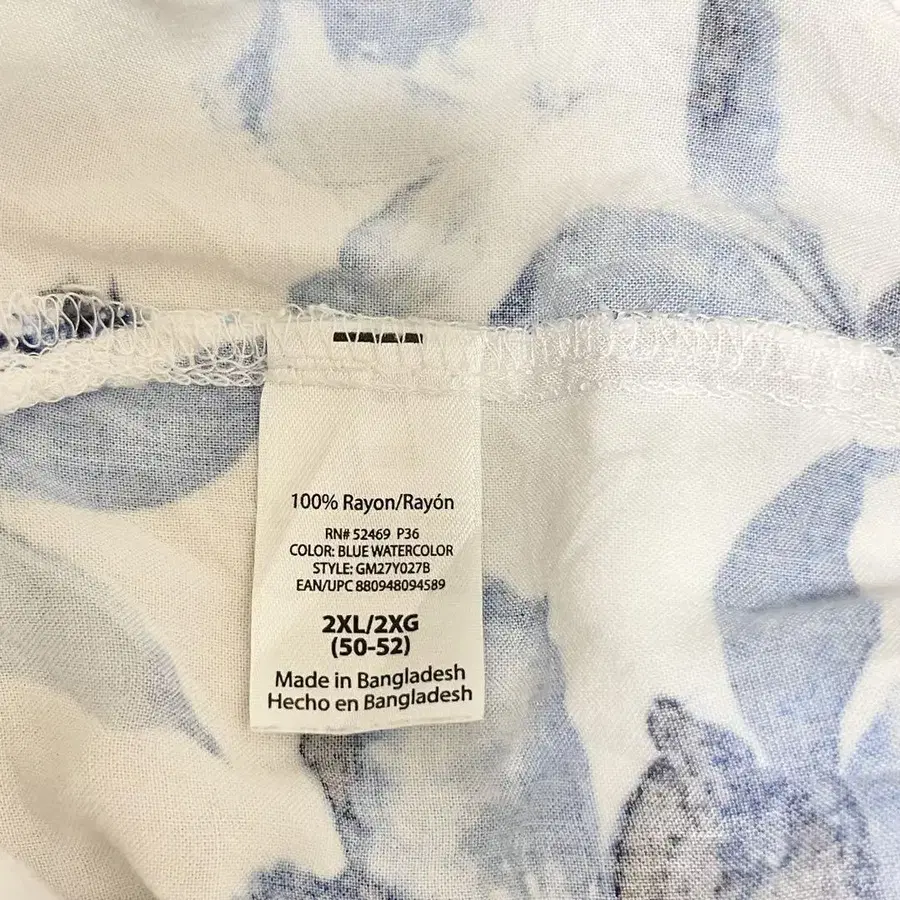 100% Rayon/Rayón
RN# 52469 P36
COLOR: BLUE WATERCOLOR
STYLE: GM27Y027B
EAN/UPC 880948094589
2XL/2XG
(50-52)
Made in Bangladesh
Hecho en Bangladesh